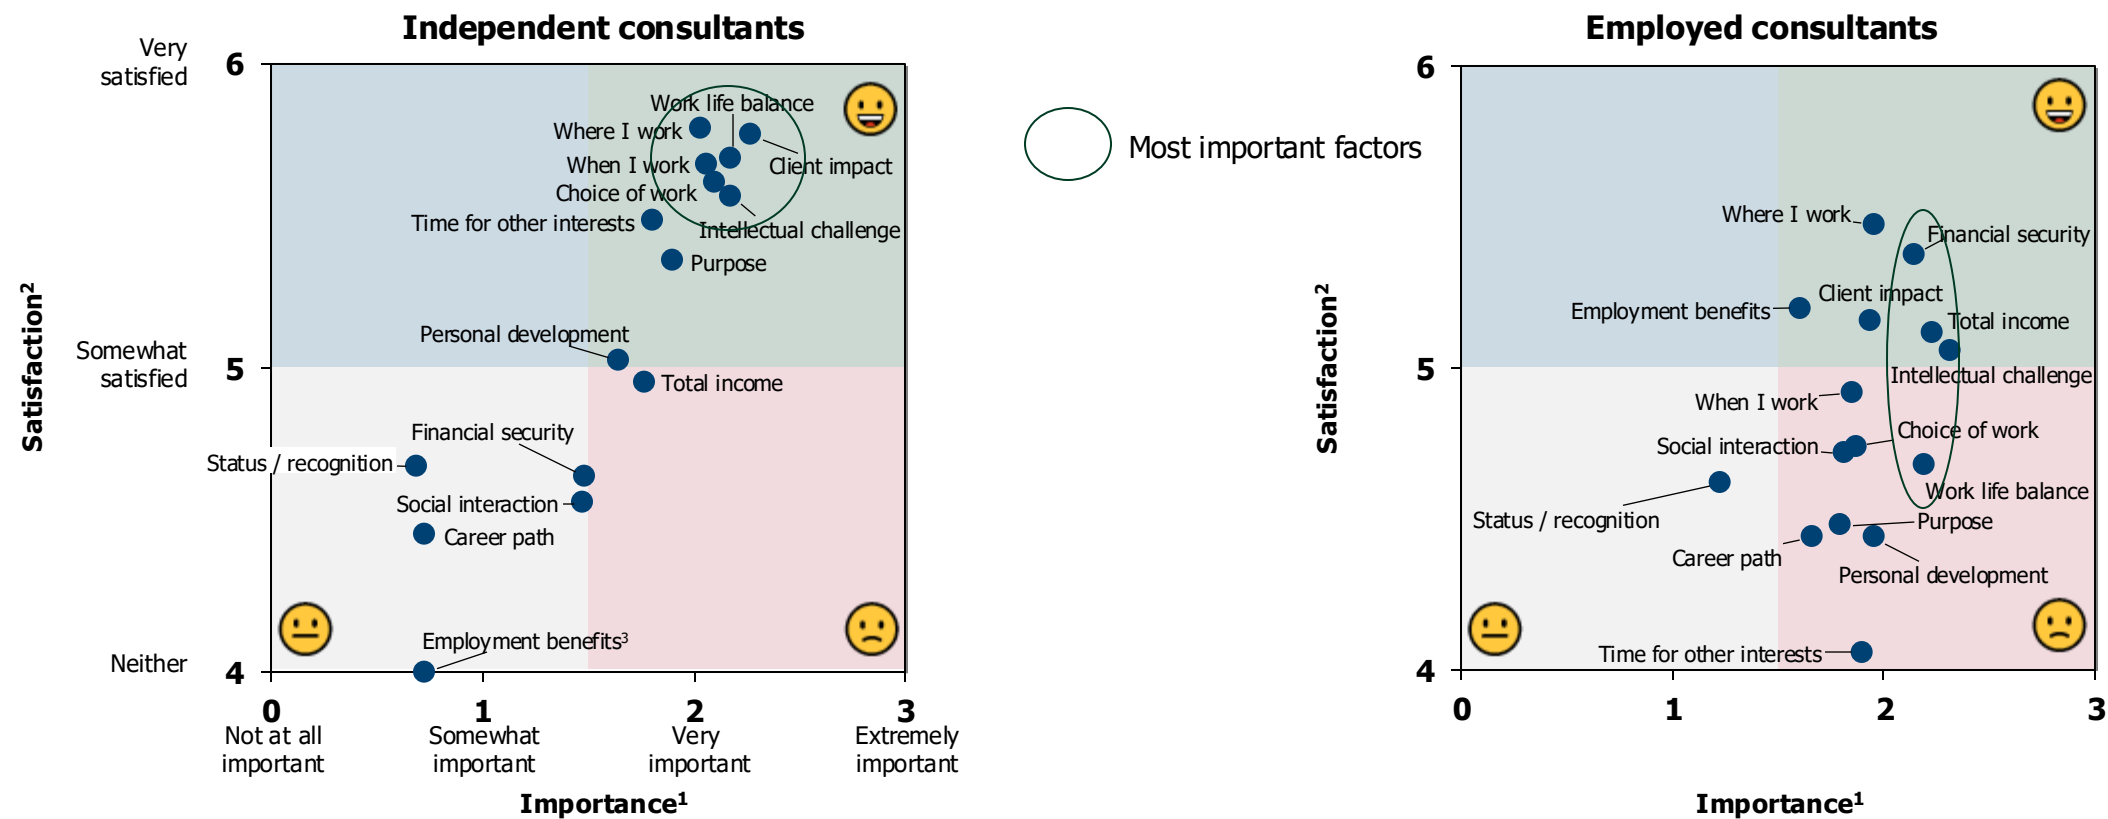 Independent consultants
Very
satisfied
6
Work life balance
Where I work
When I work
Client impact
Choice of work
Time for other interests
Intellectual challenge
Purpose
Personal development
Somewhat
satisfied
5
Total income
Financial security
Status / recognition
Social interaction
Career path
Employment benefits³
Neither
4
Satisfaction²
0
1
2
3
Not at all
important
Somewhat
important
Very
important
Extremely
important
Importance¹
Most important factors
Employed consultants
6
Where I work
Financial security
Client impact
Employment benefits
Total income
5
Intellectual challenge
When I work
Choice of work
Social interaction
Work life balance
Status / recognition
Purpose
Career path
Personal development
Time for other interests
4
Satisfaction²
0
1
2
3
Importance¹